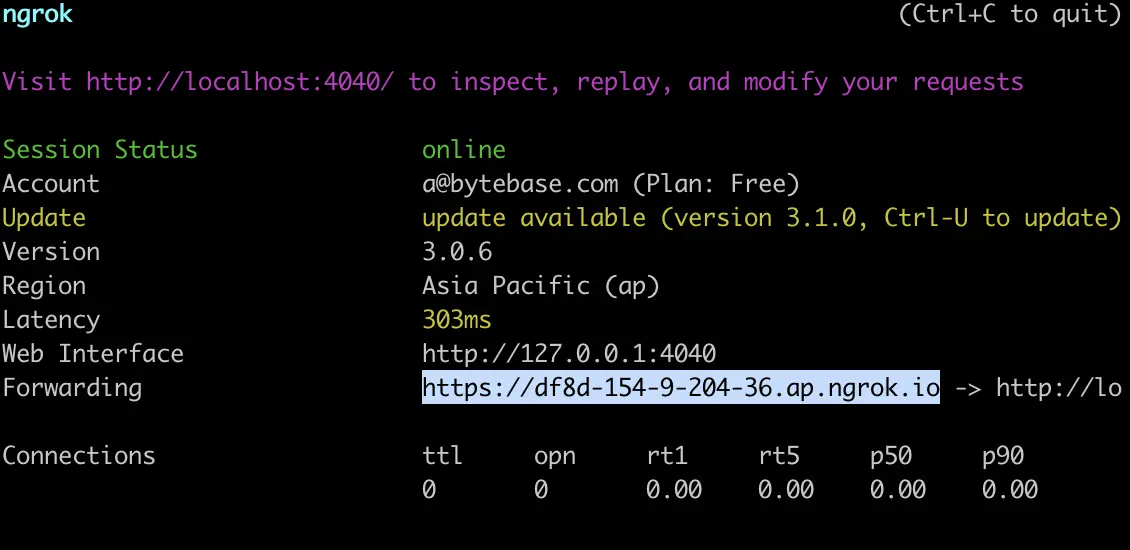 ngrok (Ctrl+C to quit)
Visit http://localhost:4040/ to inspect, replay, and modify your requests
Session Status online
Account a@bytebase.com (Plan: Free)
Update update available (version 3.1.0, Ctrl-U to update)
Version 3.0.6
Region Asia Pacific (ap)
Latency 303ms
Web Interface http://127.0.0.1:4040
Forwarding https://df8d-154-9-204-36.ap.ngrok.io -> http://lo
Connections ttl opn rt1 rt5 p50 p90
0 0 0.00 0.00 0.00 0.00